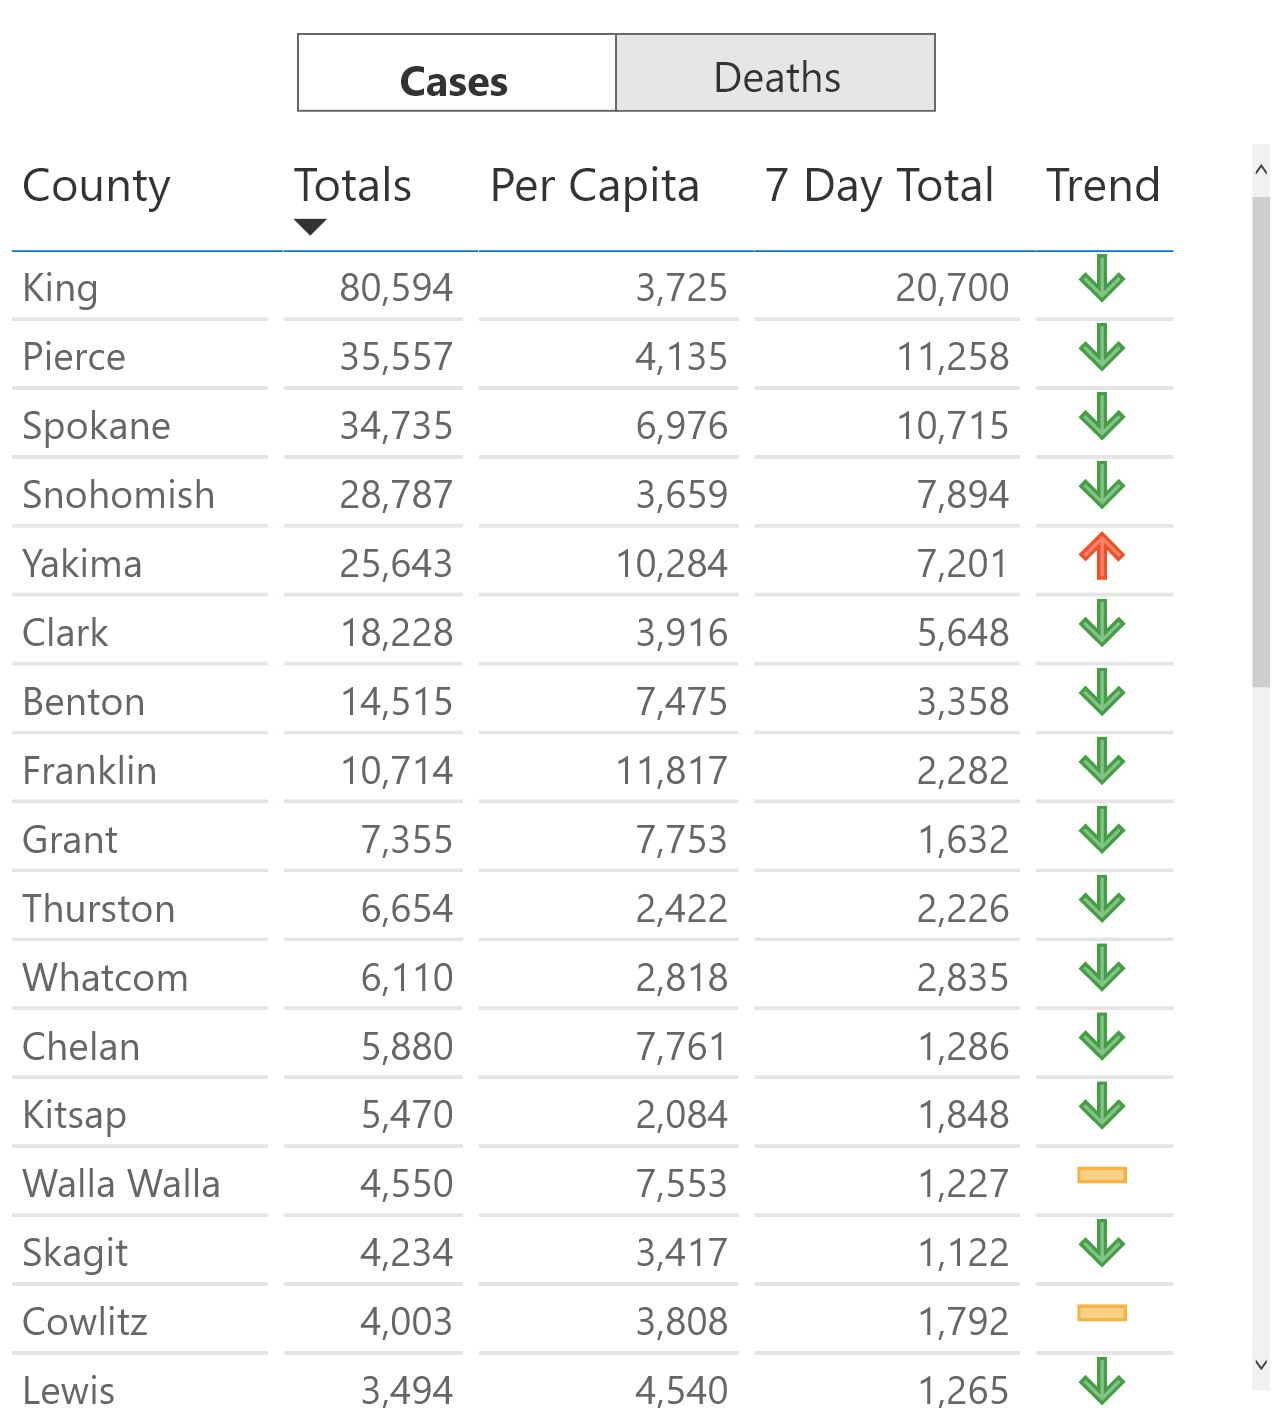 Cases Deaths
County Totals Per Capita 7 Day Total Trend
King 80,594 3,725 20,700
Pierce 35,557 4,135 11,258
Spokane 34,735 6,976 10,715
Snohomish 28,787 3,659 7,894
Yakima 25,643 10,284 7,201
Clark 18,228 3,916 5,648
Benton 14,515 7,475 3,358
Franklin 10,714 11,817 2,282
Grant 7,355 7,753 1,632
Thurston 6,654 2,422 2,226
Whatcom 6,110 2,818 2,835
Chelan 5,880 7,761 1,286
Kitsap 5,470 2,084 1,848
Walla Walla 4,550 7,553 1,227
Skagit 4,234 3,417 1,122
Cowlitz 4,003 3,808 1,792
Lewis 3,494 4,540 1,265